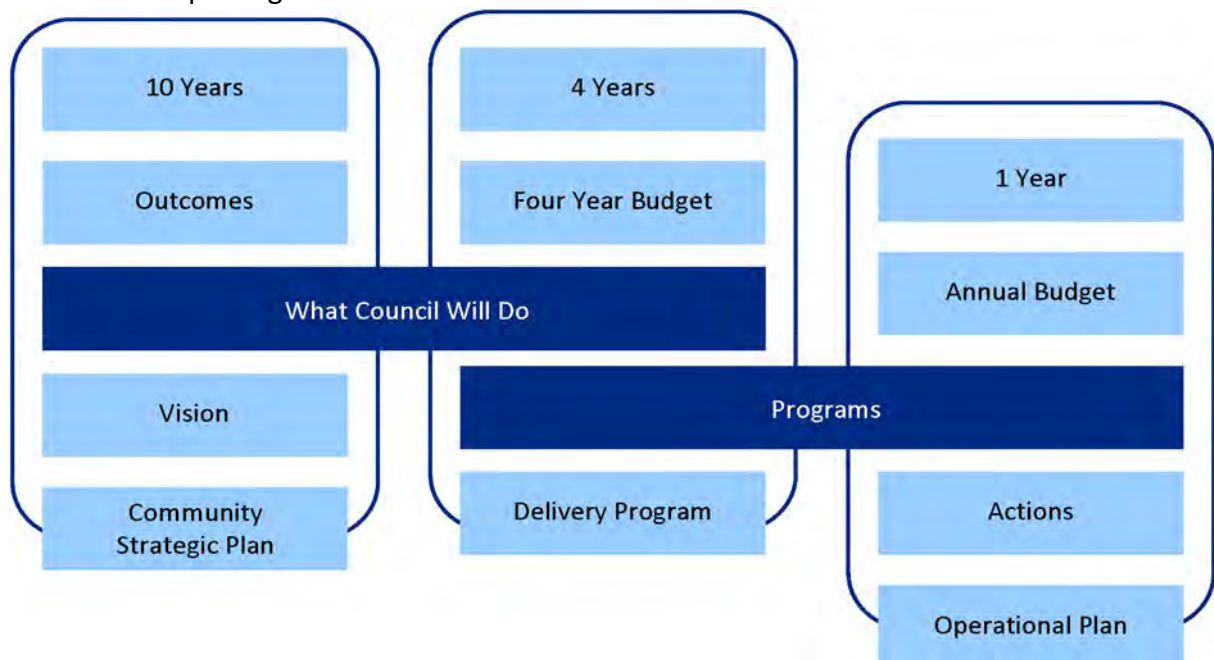 10 Years
Outcomes
What Council Will Do
Vision
Community
Strategic Plan
4 Years
Four Year Budget
Programs
Delivery Program
1 Year
Annual Budget
Actions
Operational Plan